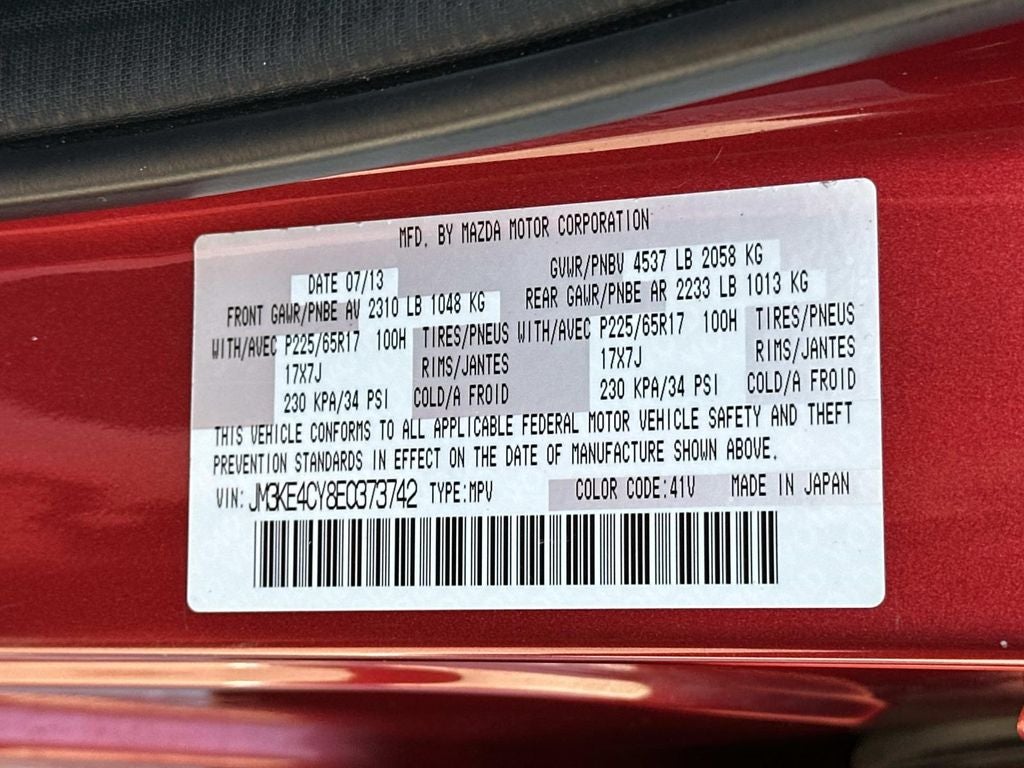 MFD. BY MAZDA MOTOR CORPORATION
DATE 07/13 GVWR/PNBV 4537 LB 2058 KG
FRONT GAWR/PNBE AV 2310 LB 1048 KG REAR GAWR/PNBE AR 2233 LB 1013 KG
WITH/AVEC P225/65R17 100H TIRES/PNEUS WITH/AVEC P225/65R17 100H TIRES/PNEUS
17X7J RIMS/JANTES 17X7J RIMS/JANTES
230 KPA/34 PSI COLD/A FROID 230 KPA/34 PSI COLD/A FROID
THIS VEHICLE CONFORMS TO ALL APPLICABLE FEDERAL MOTOR VEHICLE SAFETY AND THEFT
PREVENTION STANDARDS IN EFFECT ON THE DATE OF MANUFACTURE SHOWN ABOVE.
VIN: JM3KE4CY8E0373742 TYPE:MPV COLOR CODE:41V MADE IN JAPAN